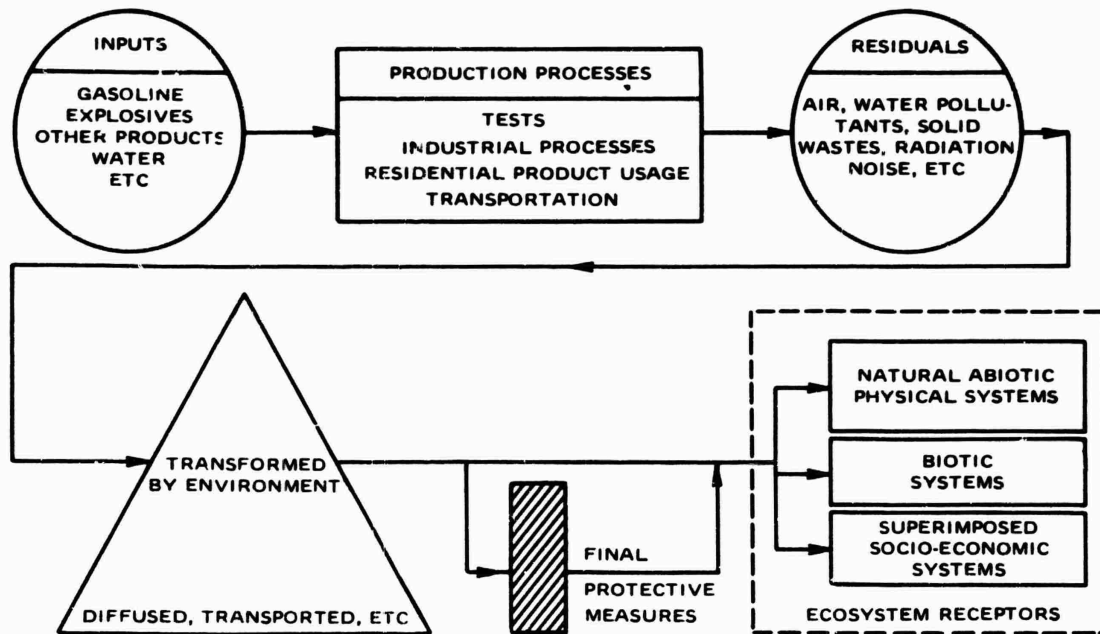 INPUTS
GASOLINE
EXPLOSIVES
OTHER PRODUCTS
WATER
ETC
PRODUCTION PROCESSES
TESTS
INDUSTRIAL PROCESSES
RESIDENTIAL PRODUCT USAGE
TRANSPORTATION
RESIDUALS
AIR, WATER POLLU-
TANTS, SOLID
WASTES, RADIATION
NOISE, ETC
TRANSFORMED
BY ENVIRONMENT
DIFFUSED, TRANSPORTED, ETC
FINAL
PROTECTIVE
MEASURES
NATURAL ABIOTIC
PHYSICAL SYSTEMS
BIOTIC
SYSTEMS
SUPERIMPOSED
SOCIO-ECONOMIC
SYSTEMS
ECOSYSTEM RECEPTORS